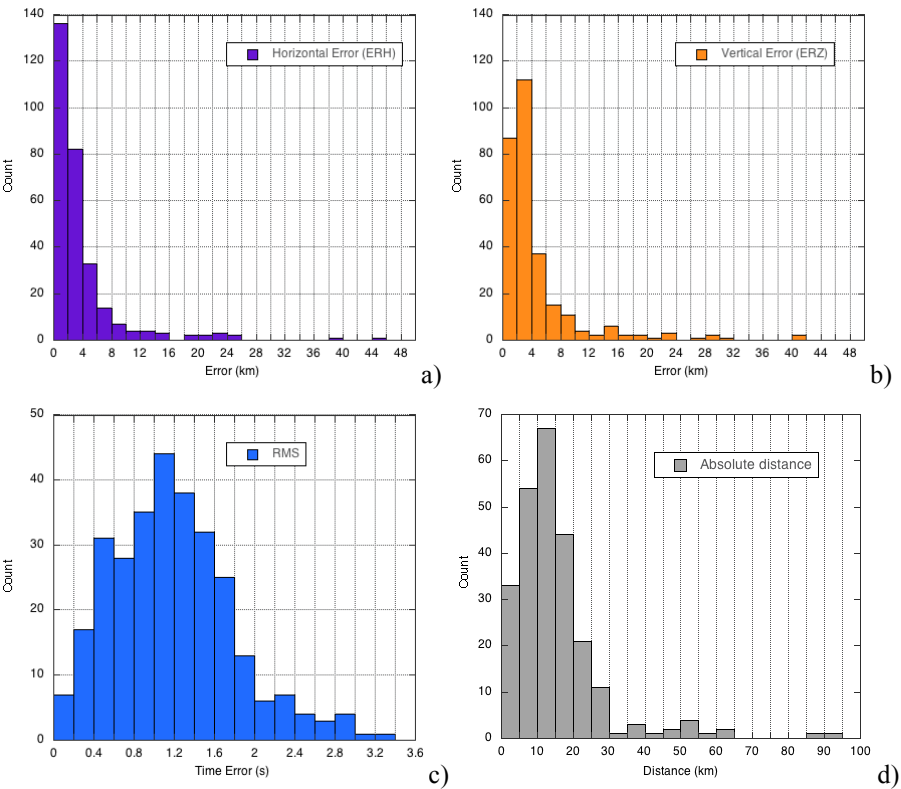 140
120
100
80
60
40
20
0
Count
Horizontal Error (ERH)
0 4 8 12 16 20 24 28 32 36 40 44 48
Error (km)
a)
140
120
100
80
60
40
20
0
Count
Vertical Error (ERZ)
0 4 8 12 16 20 24 28 32 36 40 44 48
Error (km)
b)
50
40
30
20
10
0
Count
RMS
0 0.4 0.8 1.2 1.6 2 2.4 2.8 3.2 3.6
Time Error (s)
c)
70
60
50
40
30
20
10
0
Count
Absolute distance
0 10 20 30 40 50 60 70 80 90 100
Distance (km)
d)